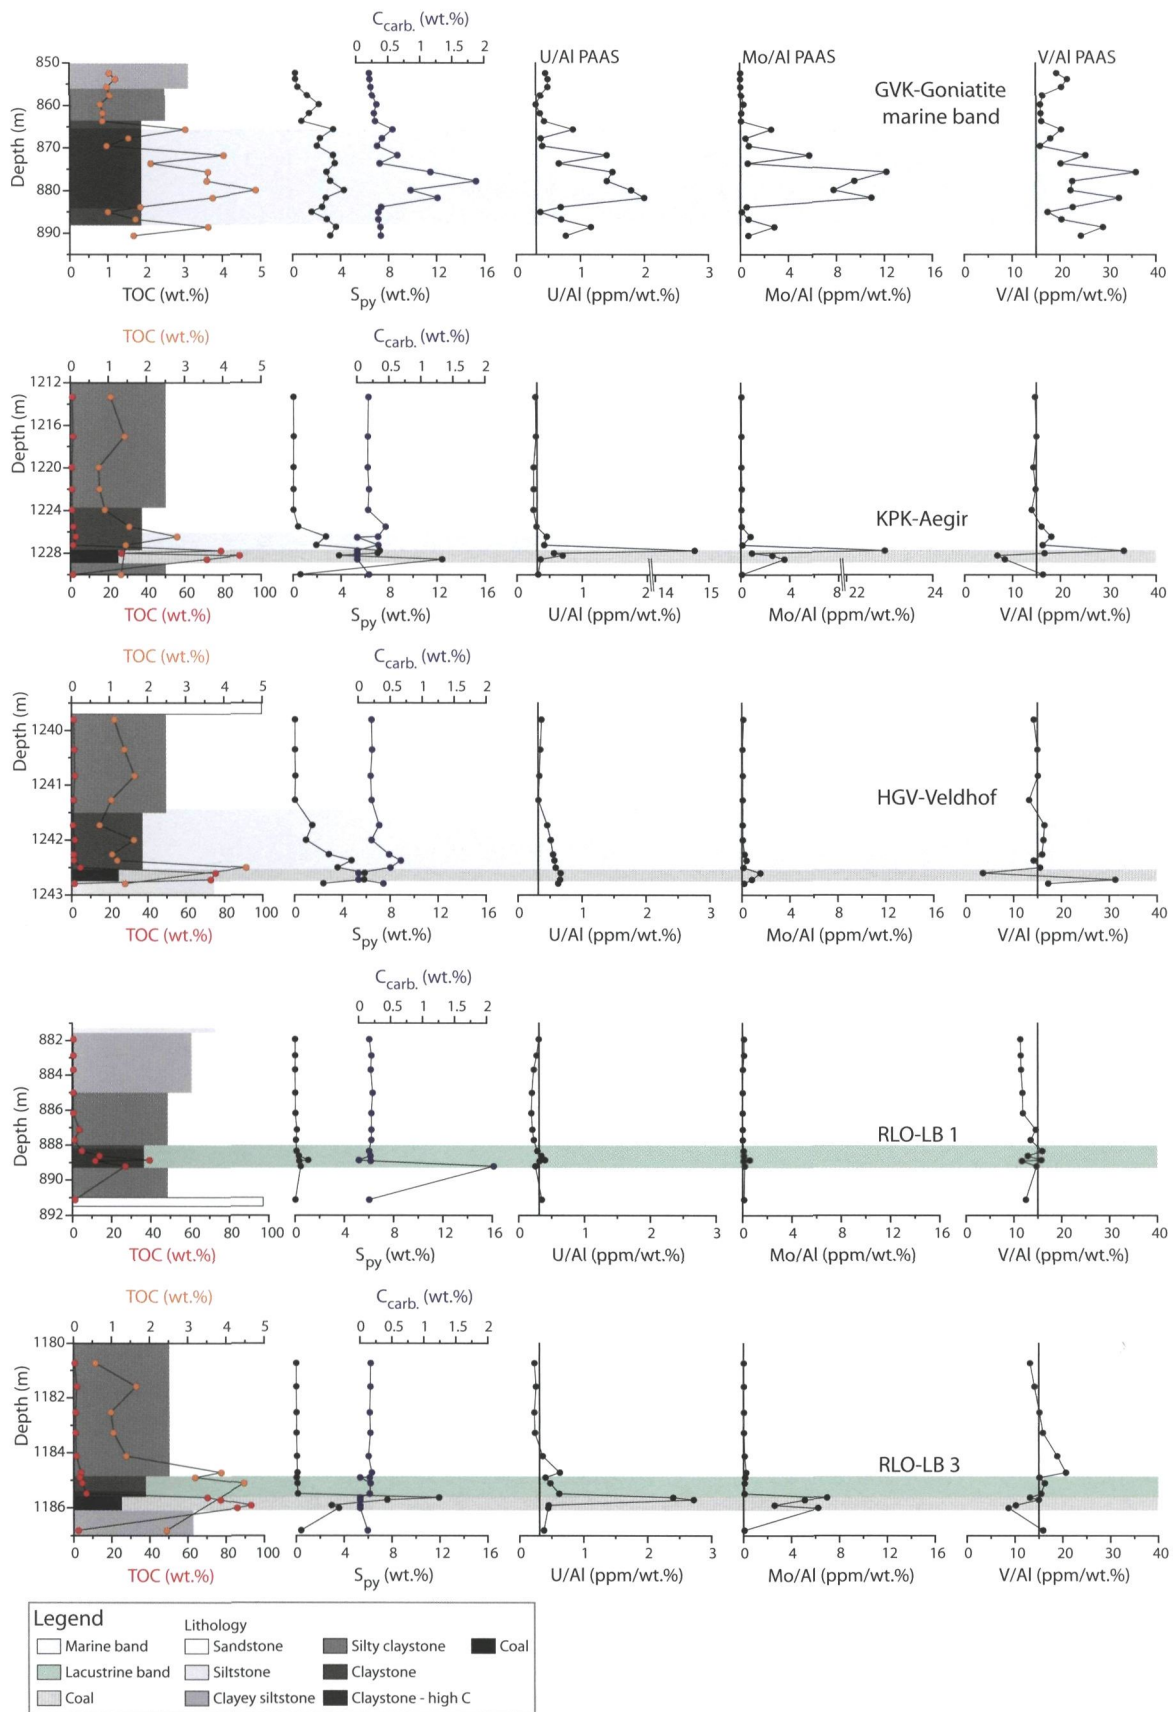 C_carb. (wt.%)
0 0.5 1 1.5 2
U/Al PAAS
Mo/Al PAAS
V/Al PAAS
GVK-Goniatite
marine band
Depth (m)
850
860
870
880
890
0 1 2 3 4 5
TOC (wt.%)
0 4 8 12 16
S_py (wt.%)
0 1 2 3
U/Al (ppm/wt.%)
0 4 8 12 16
Mo/Al (ppm/wt.%)
0 10 20 30 40
V/Al (ppm/wt.%)
TOC (wt.%)
0 1 2 3 4 5
C_carb. (wt.%)
0 0.5 1 1.5 2
KPK-Aegir
Depth (m)
1212
1216
1220
1224
1228
0 20 40 60 80 100
TOC (wt.%)
0 4 8 12 16
S_py (wt.%)
0 1 2 14 15
U/Al (ppm/wt.%)
0 4 8 22 24
Mo/Al (ppm/wt.%)
0 10 20 30 40
V/Al (ppm/wt.%)
TOC (wt.%)
0 1 2 3 4 5
C_carb. (wt.%)
0 0.5 1 1.5 2
HGV-Veldhof
Depth (m)
1240
1241
1242
1243
0 20 40 60 80 100
TOC (wt.%)
0 4 8 12 16
S_py (wt.%)
0 1 2 3
U/Al (ppm/wt.%)
0 4 8 12 16
Mo/Al (ppm/wt.%)
0 10 20 30 40
V/Al (ppm/wt.%)
C_carb. (wt.%)
0 0.5 1 1.5 2
RLO-LB 1
Depth (m)
882
884
886
888
890
892
0 20 40 60 80 100
TOC (wt.%)
0 4 8 12 16
S_py (wt.%)
0 1 2 3
U/Al (ppm/wt.%)
0 4 8 12 16
Mo/Al (ppm/wt.%)
0 10 20 30 40
V/Al (ppm/wt.%)
TOC (wt.%)
0 1 2 3 4 5
C_carb. (wt.%)
0 0.5 1 1.5 2
RLO-LB 3
Depth (m)
1180
1182
1184
1186
0 20 40 60 80 100
TOC (wt.%)
0 4 8 12 16
S_py (wt.%)
0 1 2 3
U/Al (ppm/wt.%)
0 4 8 12 16
Mo/Al (ppm/wt.%)
0 10 20 30 40
V/Al (ppm/wt.%)
Legend
Marine band
Lacustrine band
Coal
Lithology
Sandstone
Siltstone
Clayey siltstone
Silty claystone
Claystone
Claystone - high C
Coal